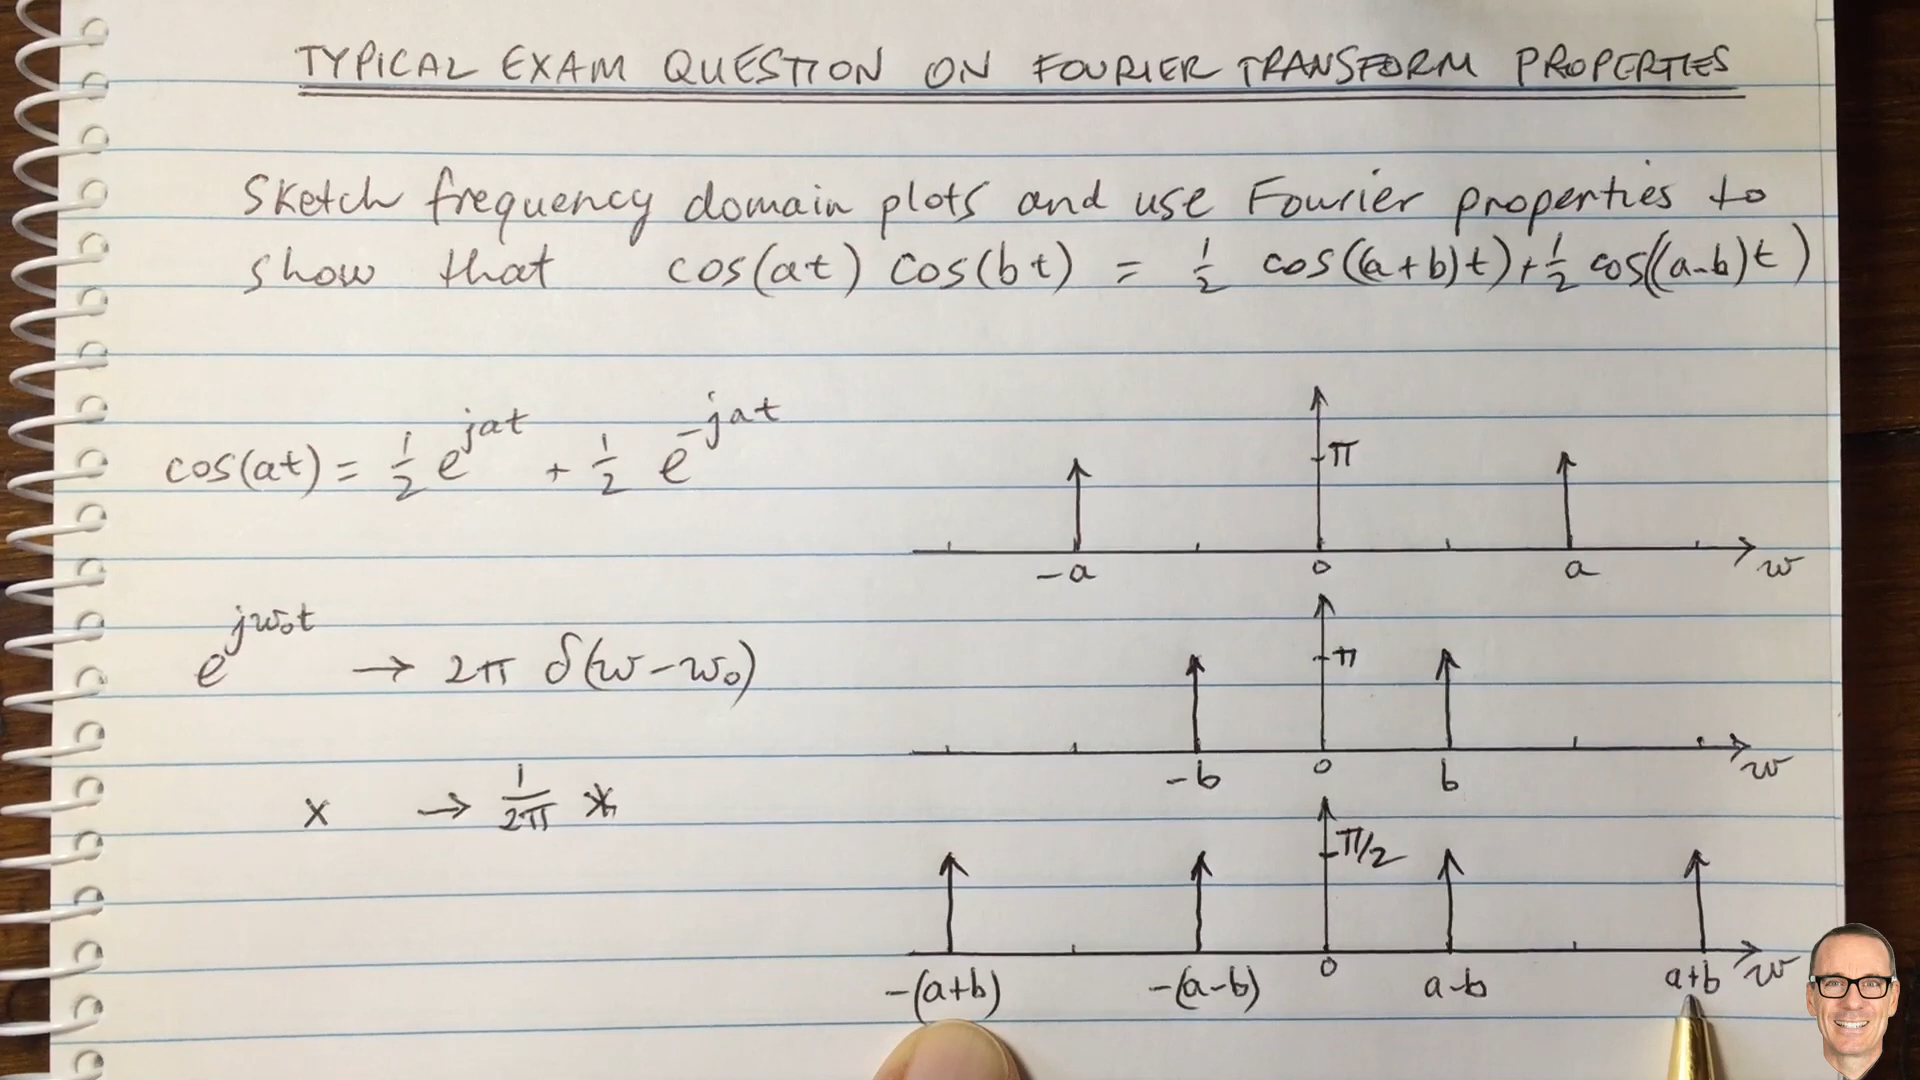 TYPICAL EXAM QUESTION ON FOURIER TRANSFORM PROPERTIES
Sketch frequency domain plots and use Fourier properties to
show that cos(at) cos(bt) = 1/2 cos((a+b)t) + 1/2 cos((a-b)t)
cos(at) = 1/2 e^{jat} + 1/2 e^{-jat}
π
-a 0 a w
e^{jw₀t} → 2π δ(w-w₀)
π
-b 0 b w
x → 1/2π *
π/2
-(a+b) -(a-b) 0 a-b a+b w